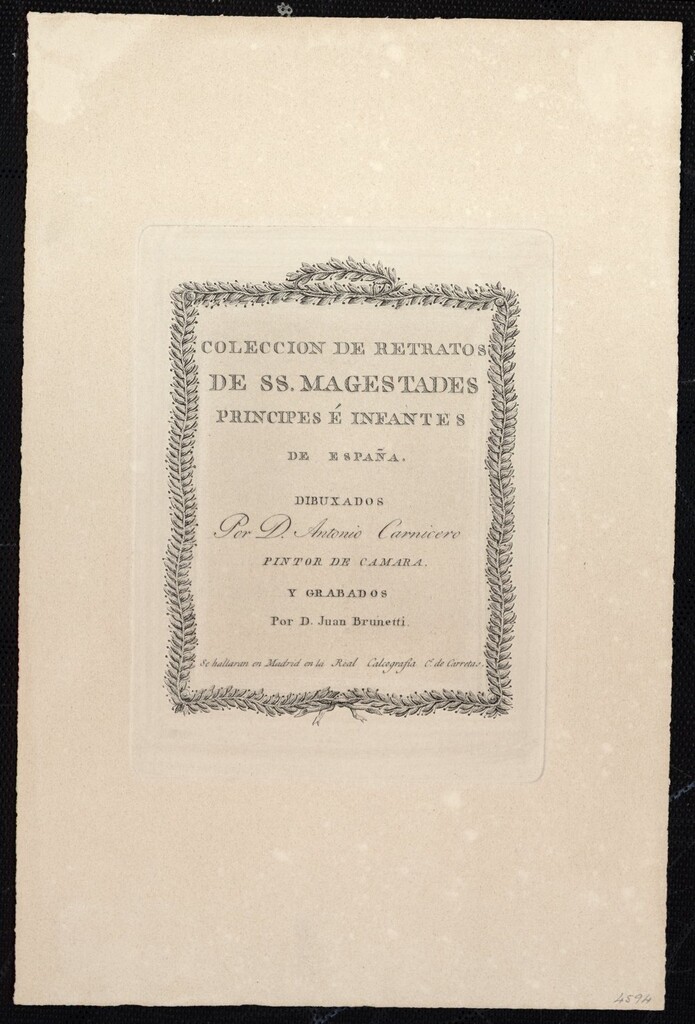 COLECCION DE RETRATOS
DE SS. MAGESTADES
PRINCIPES É INFANTES
DE ESPAÑA.
DIBUXADOS
Por D. Antonio Carnicero
PINTOR DE CAMARA.
Y GRABADOS
Por D. Juan Brunetti.
Se hallaran en Madrid en la Real Calcografia C. de Carretas.
4594